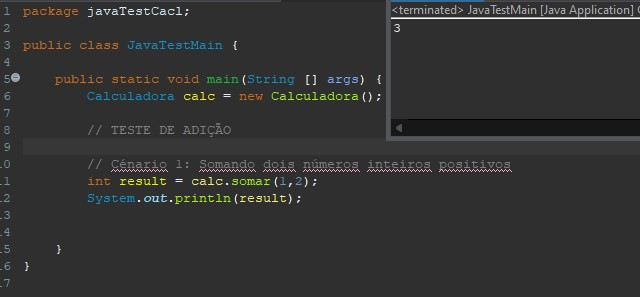 1 package javaTestCacl;
2
3 public class JavaTestMain {
4
5 public static void main(String [] args) {
6 Calculadora calc = new Calculadora();
7
8 // TESTE DE ADIÇÃO
9
10 // Cénario 1: Somando dois números inteiros positivos
11 int result = calc.somar(1,2);
12 System.out.println(result);
13
14
15 }
16 }
17
<terminated> JavaTestMain [Java Application]
3